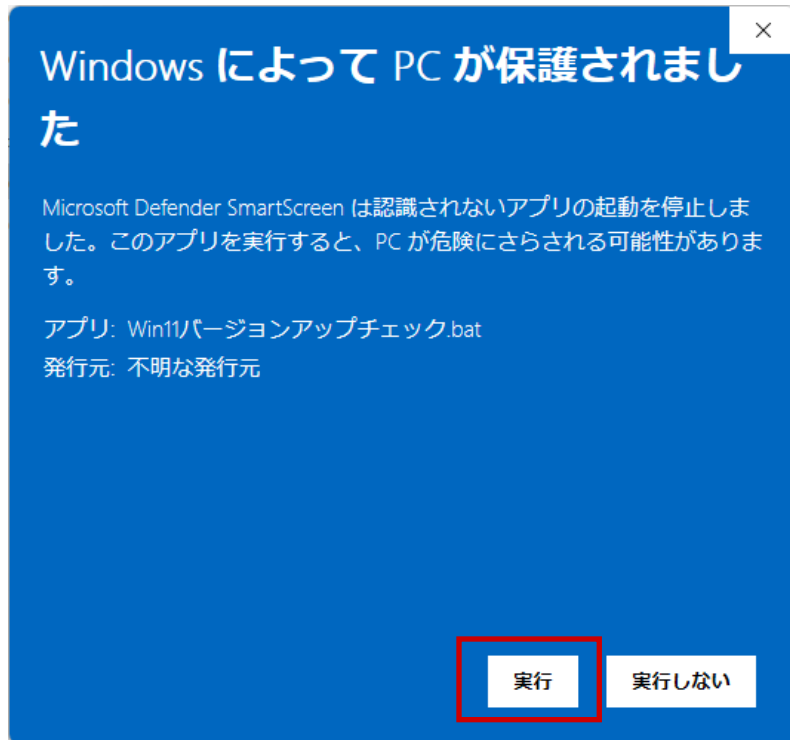 Windows によって PC が保護されまし
た
Microsoft Defender SmartScreen は認識されないアプリの起動を停止しま
した。このアプリを実行すると、PC が危険にさらされる可能性がありま
す。
アプリ: Win11バージョンアップチェック.bat
発行元: 不明な発行元
実行
実行しない